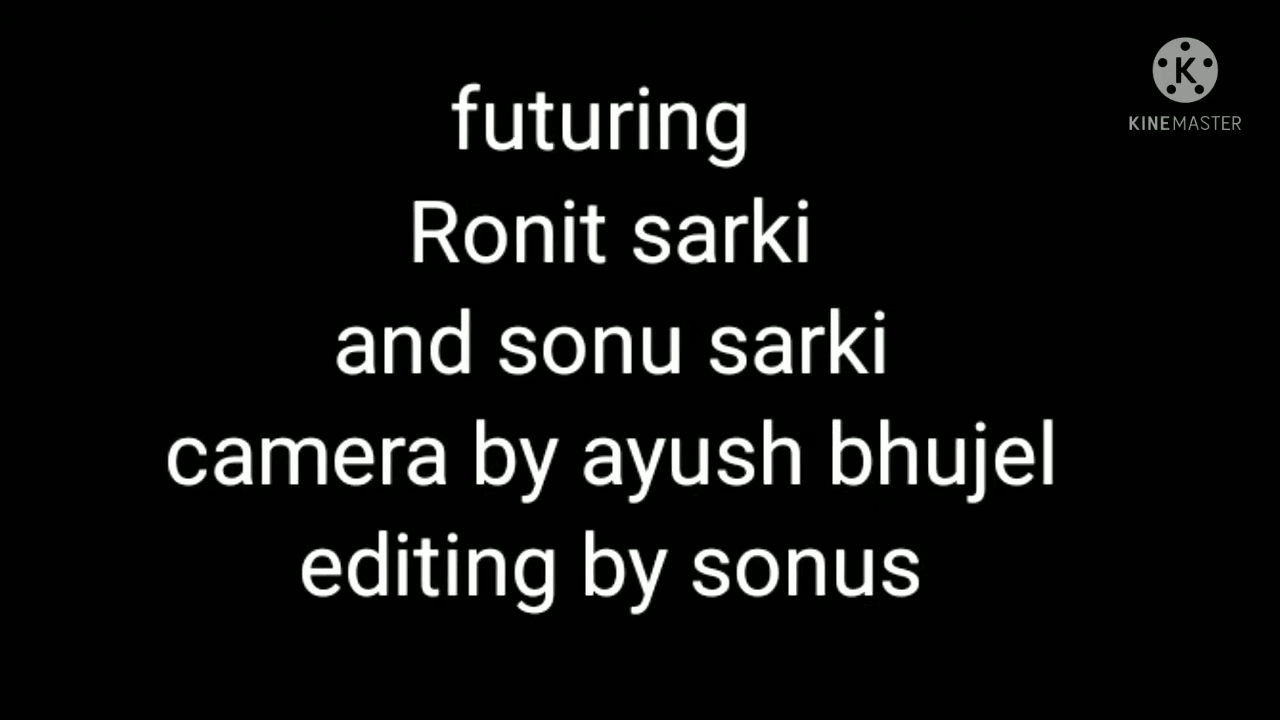 futuring
Ronit sarki
and sonu sarki
camera by ayush bhujel
editing by sonus
K
KINEMASTER